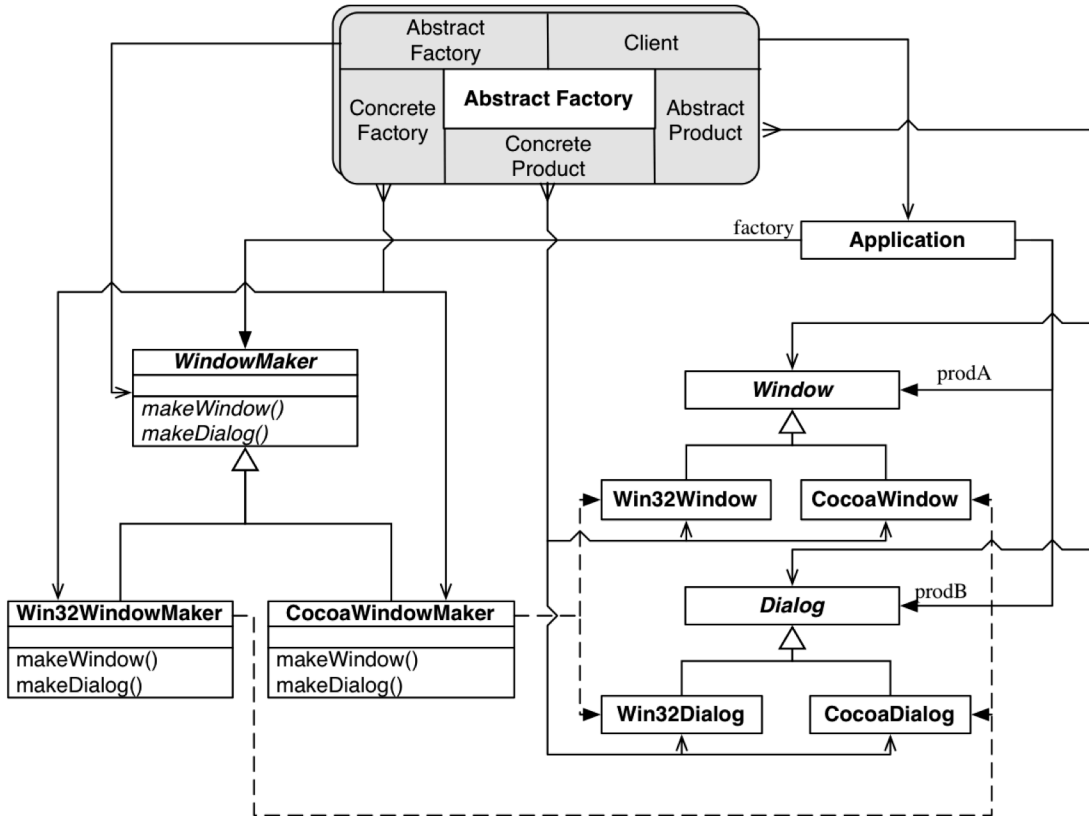 Abstract
Factory
Client
Concrete
Factory
Abstract Factory
Abstract
Product
Concrete
Product
factory
Application
WindowMaker
makeWindow()
makeDialog()
Window
prodA
Win32Window
CocoaWindow
Dialog
prodB
Win32WindowMaker
makeWindow()
makeDialog()
CocoaWindowMaker
makeWindow()
makeDialog()
Win32Dialog
CocoaDialog